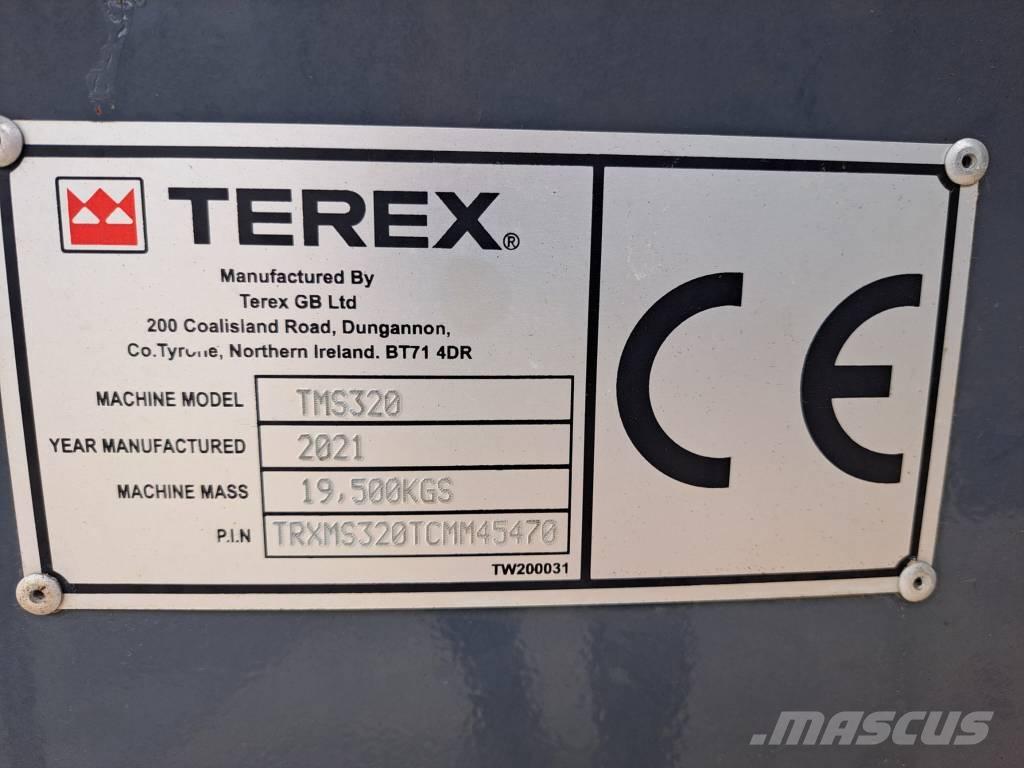 TEREX®
Manufactured By
Terex GB Ltd
200 Coalisland Road, Dungannon,
Co.Tyrone, Northern Ireland. BT71 4DR
MACHINE MODEL TMS320
YEAR MANUFACTURED 2021
MACHINE MASS 19,500KGS
P.I.N TRXMS320TCMM45470
TW200031
CE
MASCUS